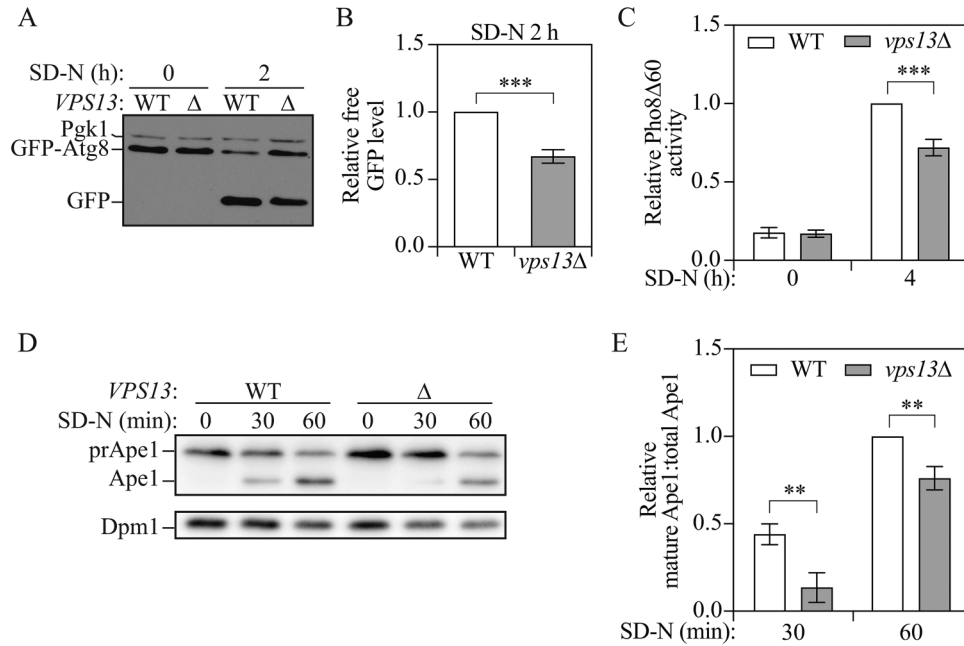 A
SD-N (h): 0 2
VPS13: WT Δ WT Δ
Pgk1
GFP-Atg8
GFP
B
SD-N 2 h
Relative free
GFP level
1.5
***
1.0
0.5
0.0
WT vps13Δ
C
WT vps13Δ
Relative Pho8Δ60
activity
1.5
***
1.0
0.5
0.0
SD-N (h): 0 4
D
VPS13: WT Δ
SD-N (min): 0 30 60 0 30 60
prApe1
Ape1
Dpm1
E
WT vps13Δ
Relative
mature Ape1:total Ape1
1.5
**
1.0
**
0.5
0.0
SD-N (min): 30 60